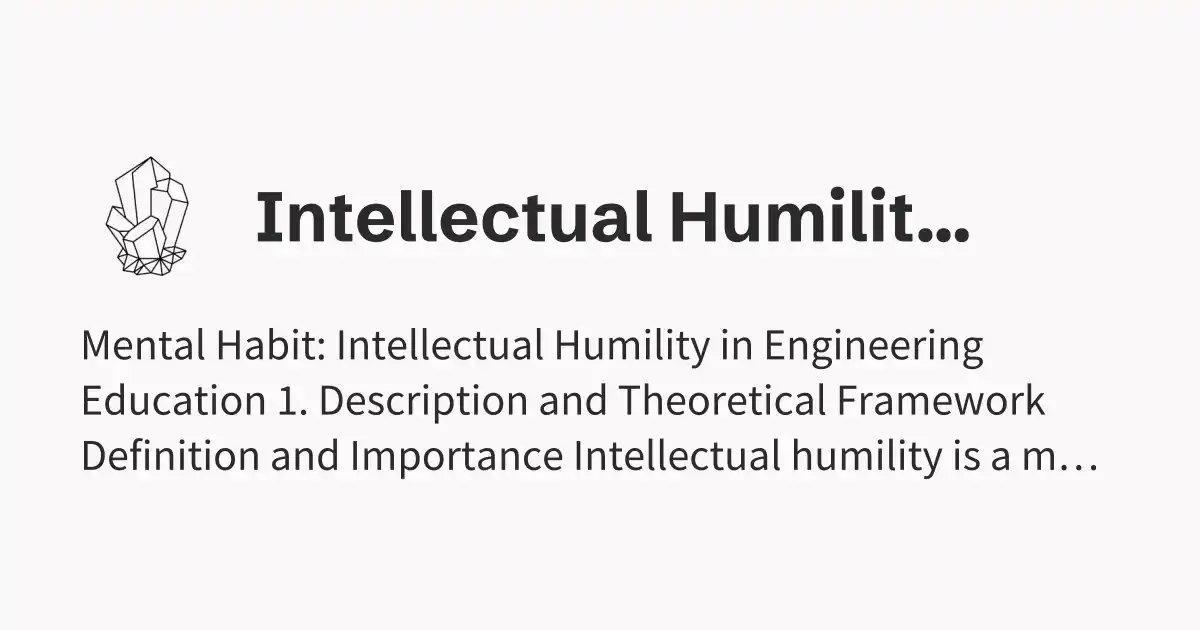 Intellectual Humilit...
Mental Habit: Intellectual Humility in Engineering
Education 1. Description and Theoretical Framework
Definition and Importance Intellectual humility is a m...